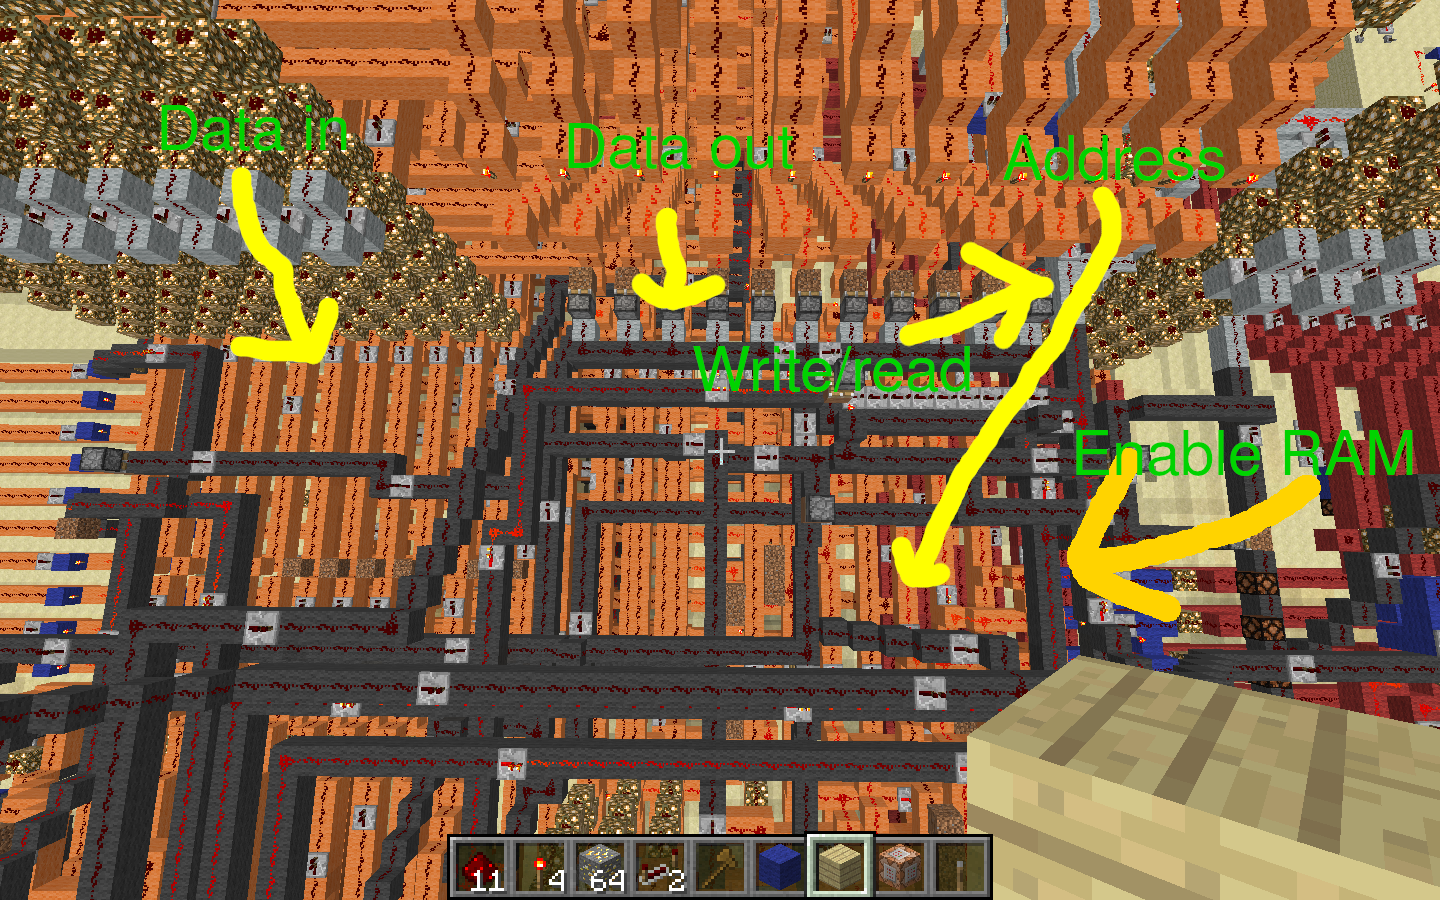 Data in
Data out
Address
Write/read
Enable RAM
11
4
64
2